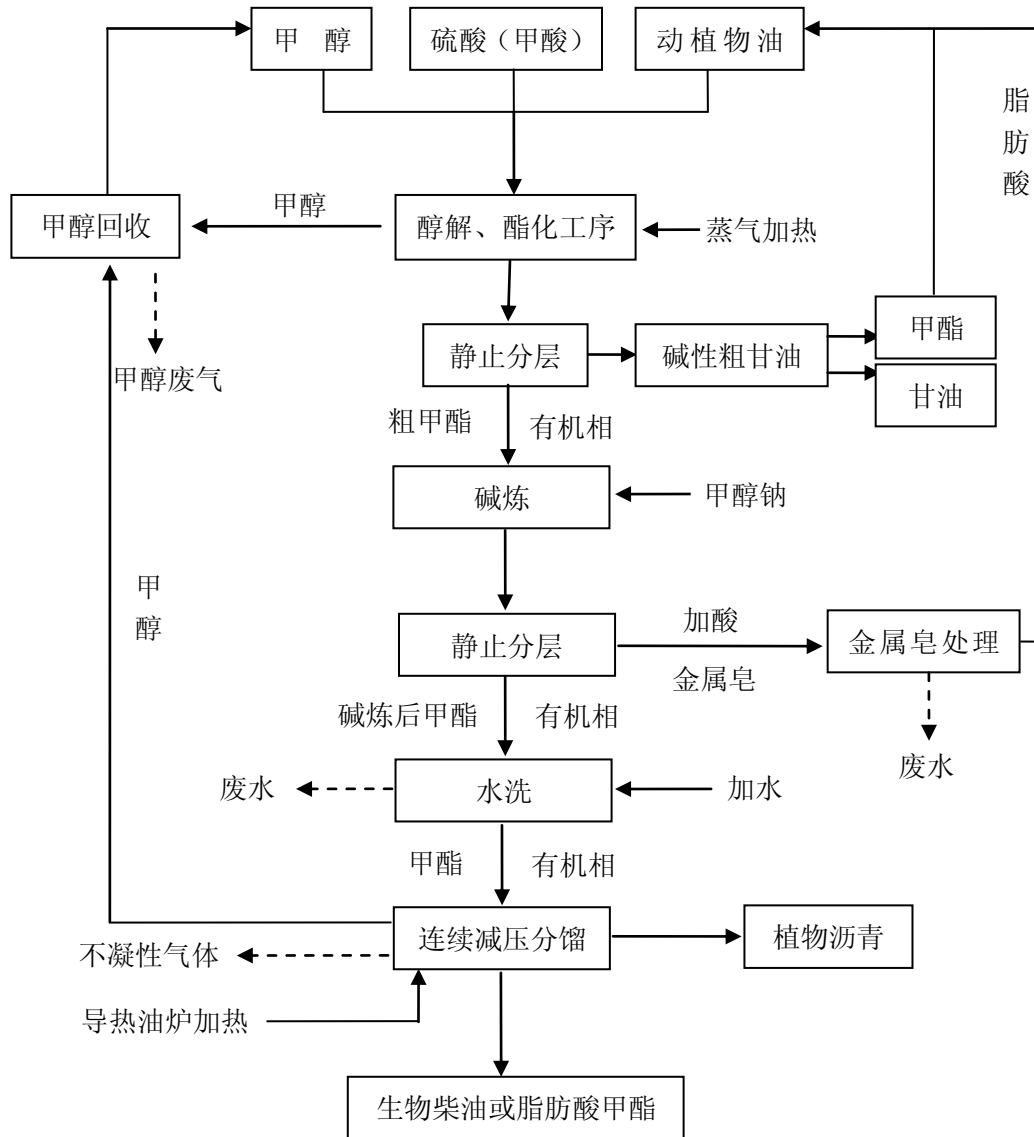 甲 醇
硫酸（甲酸）
动植物油
脂
肪
酸
甲醇回收
甲醇
醇解、酯化工序
蒸气加热
甲酯
静止分层
碱性粗甘油
甲醇废气
甘油
粗甲酯
有机相
碱炼
甲醇钠
甲
醇
加酸
静止分层
金属皂处理
金属皂
碱炼后甲酯
有机相
废水
废水
水洗
加水
甲酯
有机相
连续减压分馏
植物沥青
不凝性气体
导热油炉加热
生物柴油或脂肪酸甲酯